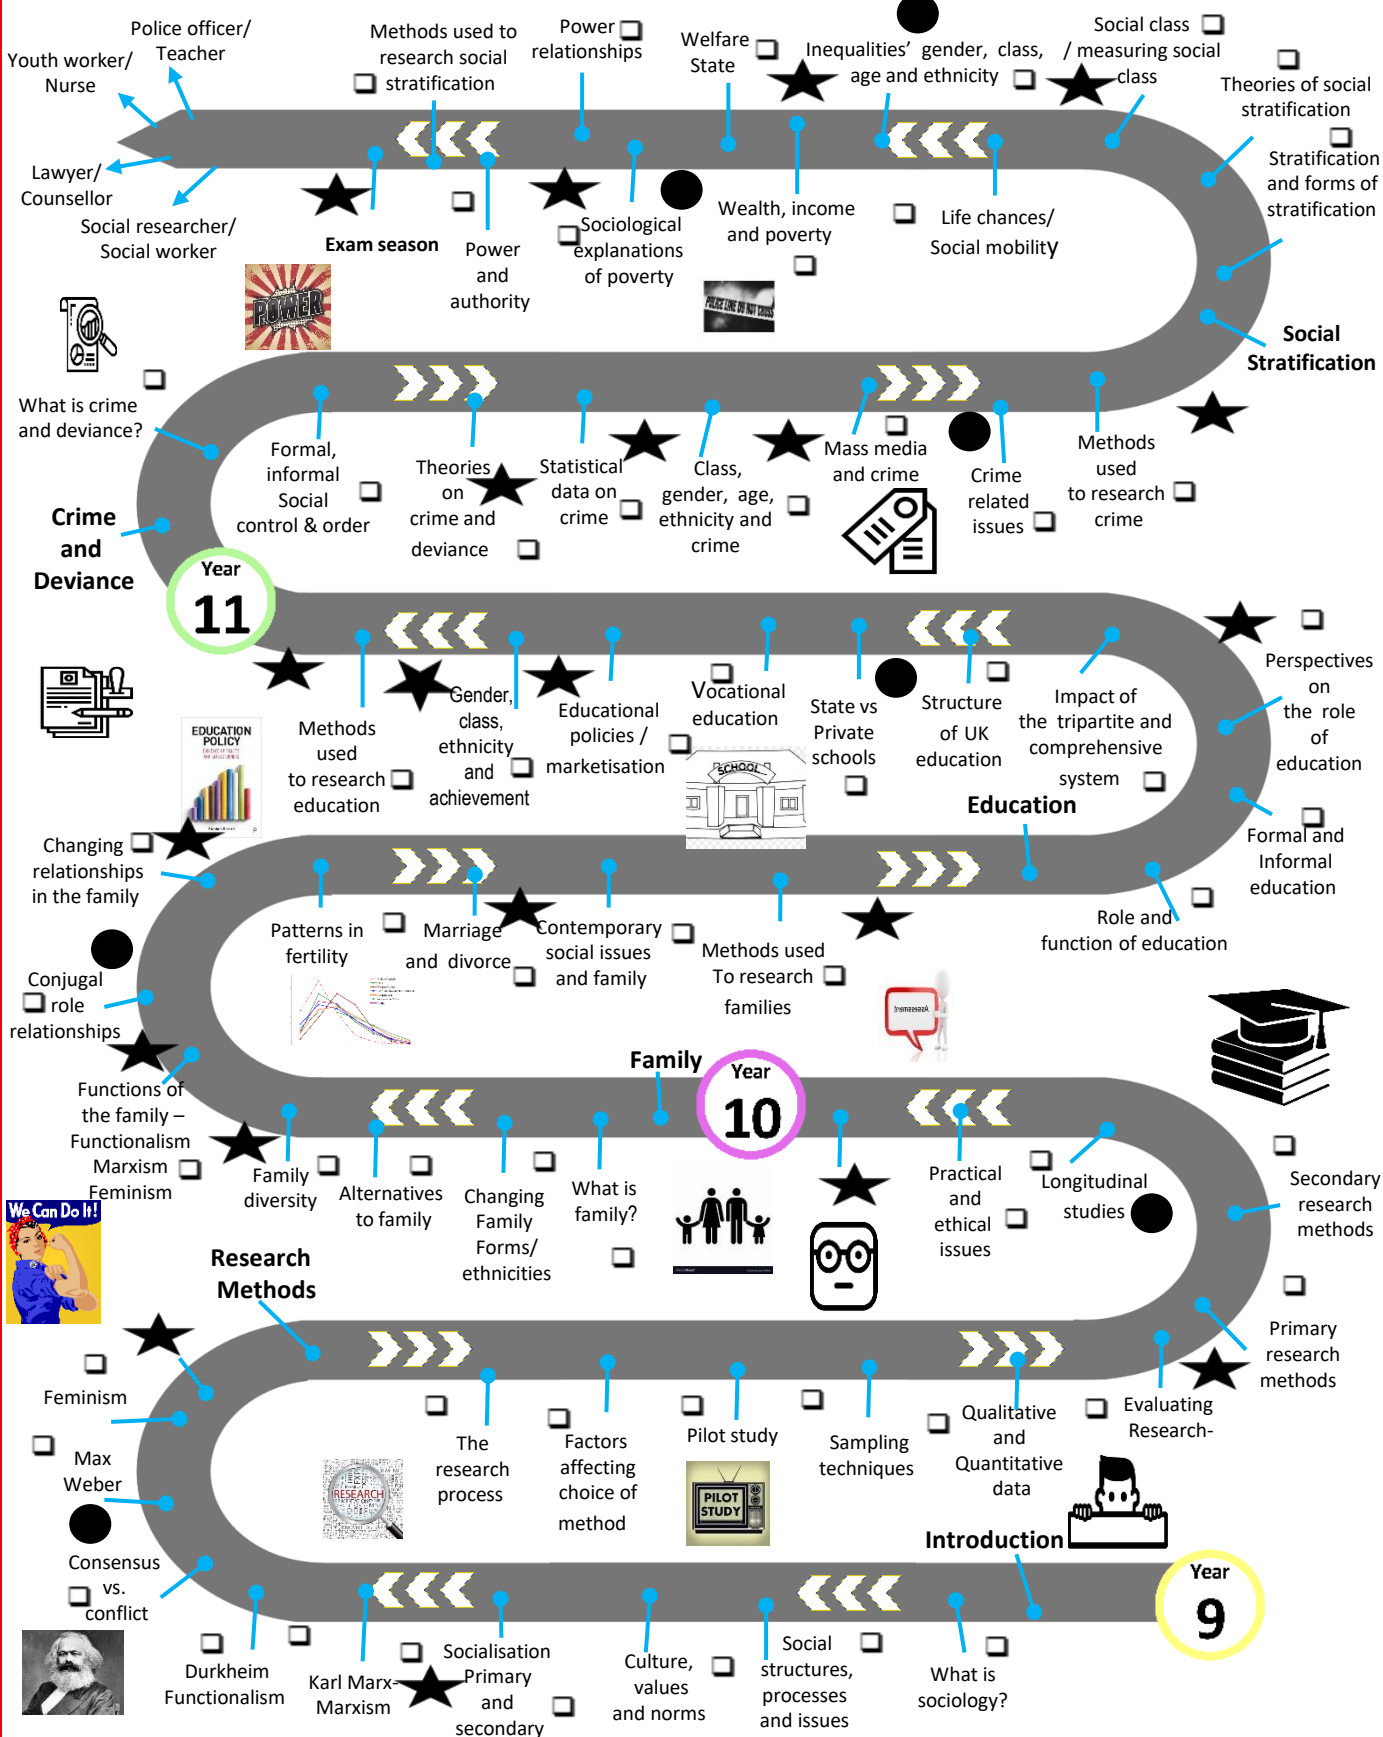 Police officer/
Teacher
Youth worker/
Nurse
Lawyer/
Counsellor
Social researcher/
Social worker
Methods used to
research social
stratification
Power
relationships
Welfare
State
Inequalities’ gender, class,
age and ethnicity
Social class
/ measuring social
class
Theories of social
stratification
Stratification
and forms of
stratification
Exam season
Power
and
authority
Sociological
explanations
of poverty
Wealth, income
and poverty
Life chances/
Social mobility
POWER
POLICE LINE DO NOT CROSS
Social
Stratification
What is crime
and deviance?
Formal,
informal
Social
control & order
Theories
on
crime and
deviance
Statistical
data on
crime
Class,
gender, age,
ethnicity and
crime
Mass media
and crime
Crime
related
issues
Methods
used
to research
crime
Crime
and
Deviance
Year
11
Methods
used
to research
education
Gender,
class,
ethnicity
and
achievement
Educational
policies /
marketisation
Vocational
education
State vs
Private
schools
Structure
of UK
education
Impact of
the tripartite and
comprehensive
system
Perspectives
on
the role
of
education
EDUCATION
POLICY
SCHOOL
Education
Formal and
Informal
education
Role and
function of education
Changing
relationships
in the family
Patterns in
fertility
Marriage
and divorce
Contemporary
social issues
and family
Methods used
To research
families
Assessment
Conjugal
role
relationships
Functions of
the family –
Functionalism
Marxism
Feminism
Family
Year
10
Family
diversity
Alternatives
to family
Changing
Family
Forms/
ethnicities
What is
family?
Practical
and
ethical
issues
Longitudinal
studies
Secondary
research
methods
Primary
research
methods
We Can Do It!
Research
Methods
Feminism
Max
Weber
Consensus
vs.
conflict
The
research
process
Factors
affecting
choice of
method
Pilot study
Sampling
techniques
Qualitative
and
Quantitative
data
Evaluating
Research-
RESEARCH
PILOT
STUDY
Introduction
Year
9
Durkheim
Functionalism
Karl Marx-
Marxism
Socialisation
Primary
and
secondary
Culture,
values
and norms
Social
structures,
processes
and issues
What is
sociology?